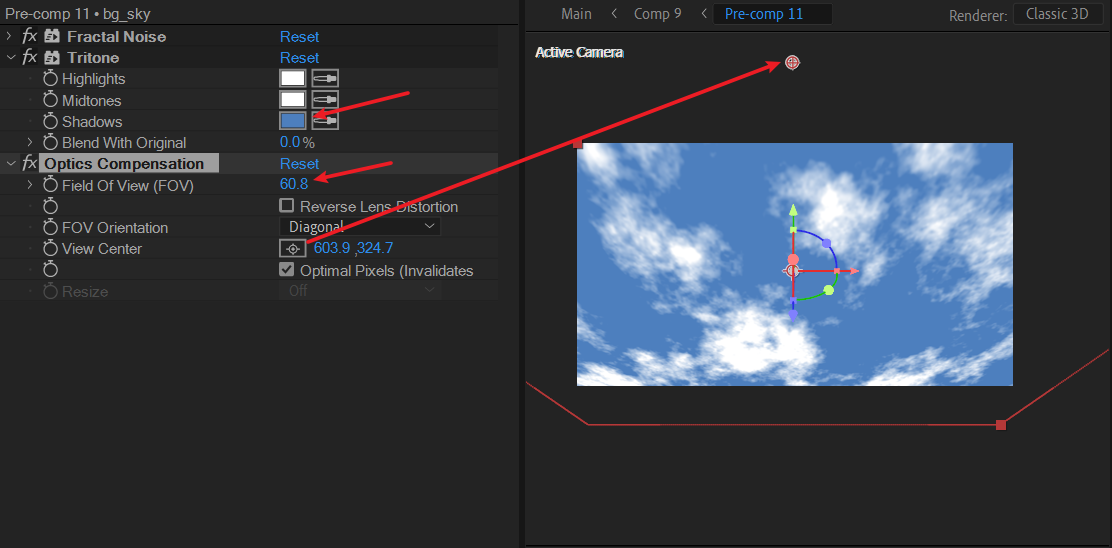 Pre-comp 11 • bg_sky
fx Fractal Noise Reset
fx Tritone Reset
Highlights
Midtones
Shadows
Blend With Original 0.0 %
fx Optics Compensation Reset
Field Of View (FOV) 60.8
Reverse Lens Distortion
FOV Orientation Diagonal
View Center 603.9 ,324.7
Optimal Pixels (Invalidates
Resize Off
Main < Comp 9 < Pre-comp 11
Renderer: Classic 3D
Active Camera